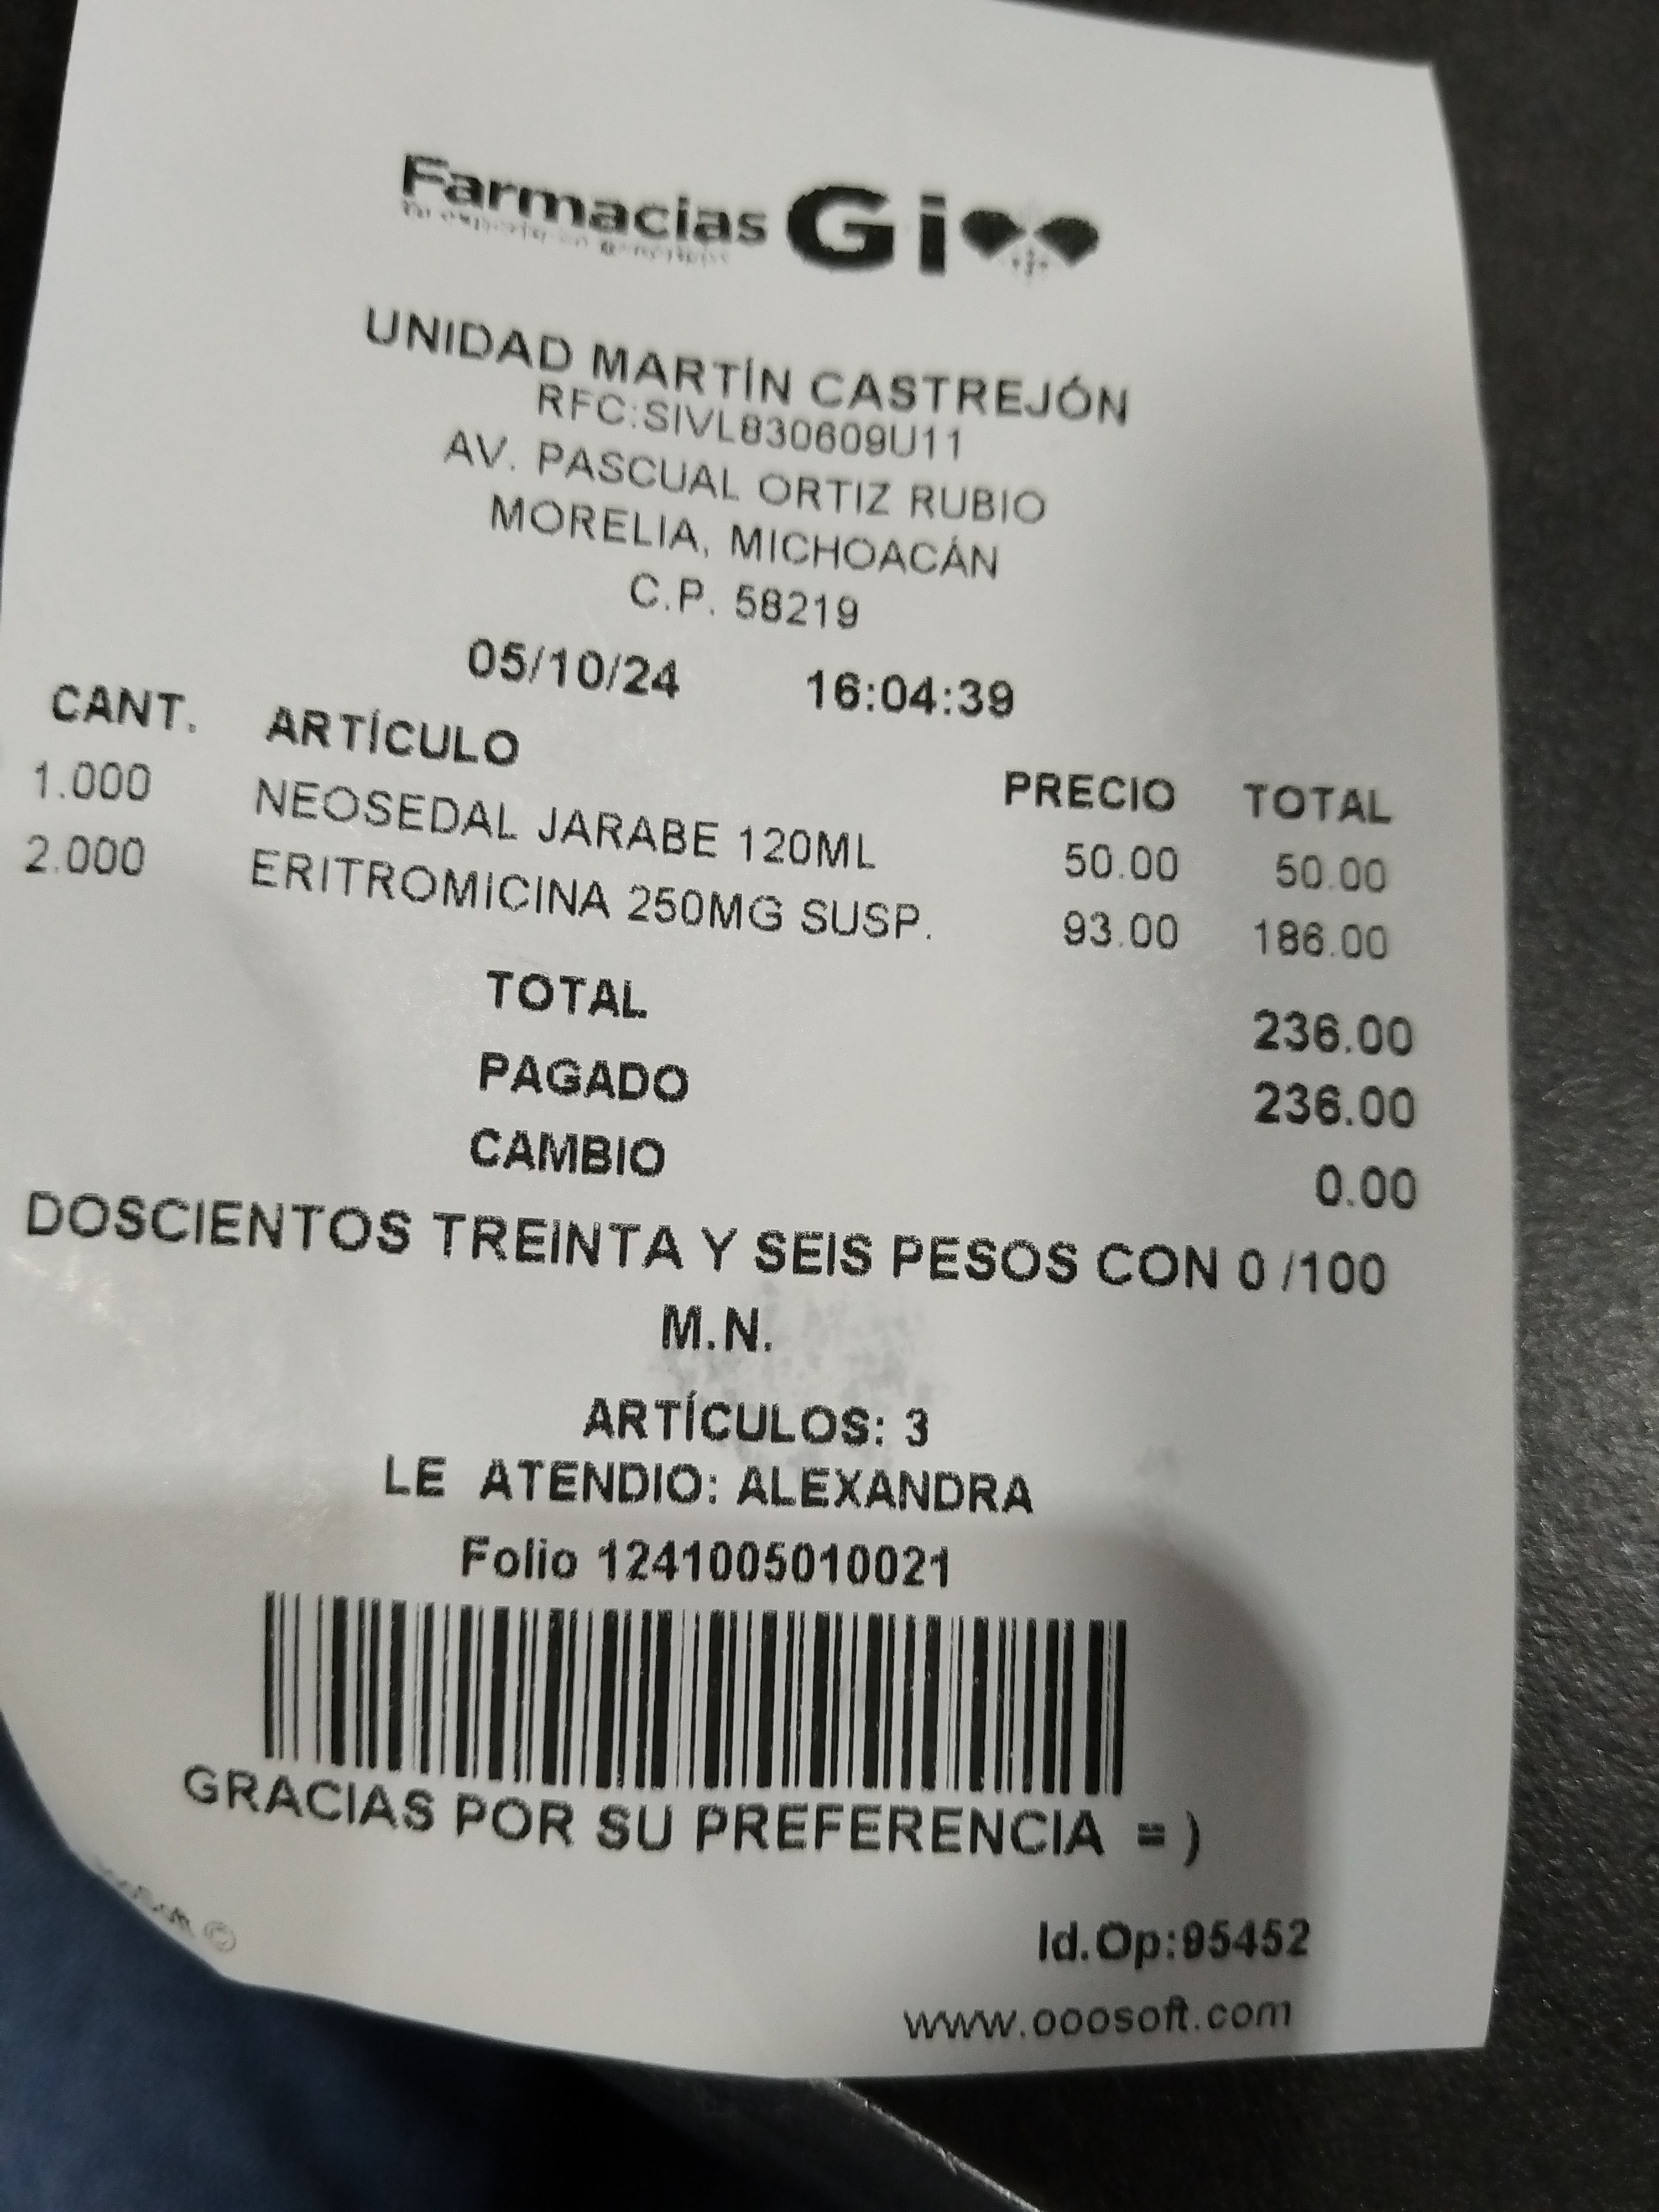 Farmacias Gi
UNIDAD MARTÍN CASTREJÓN
RFC:SIVL830609U11
AV. PASCUAL ORTIZ RUBIO
MORELIA, MICHOACÁN
C.P. 58219
05/10/24 16:04:39
CANT. ARTÍCULO PRECIO TOTAL
1.000 NEOSEDAL JARABE 120ML 50.00 50.00
2.000 ERITROMICINA 250MG SUSP. 93.00 186.00
TOTAL 236.00
PAGADO 236.00
CAMBIO 0.00
DOSCIENTOS TREINTA Y SEIS PESOS CON 0 /100
M.N.
ARTÍCULOS: 3
LE ATENDIO: ALEXANDRA
Folio 1241005010021
GRACIAS POR SU PREFERENCIA =)
©
Id.Op:95452
www.ooosoft.com